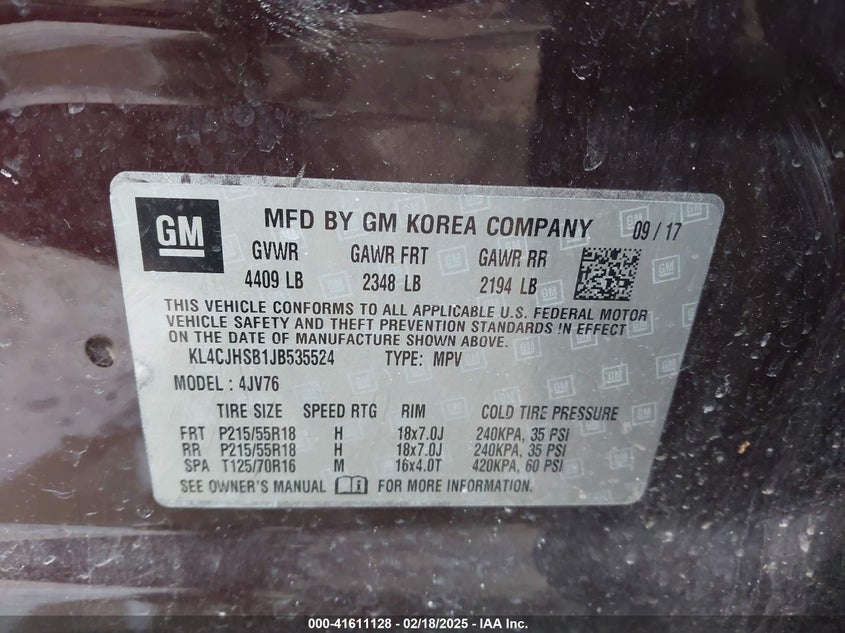 GM MFD BY GM KOREA COMPANY 09 / 17
GVWR GAWR FRT GAWR RR
4409 LB 2348 LB 2194 LB
THIS VEHICLE CONFORMS TO ALL APPLICABLE U.S. FEDERAL MOTOR
VEHICLE SAFETY AND THEFT PREVENTION STANDARDS IN EFFECT
ON THE DATE OF MANUFACTURE SHOWN ABOVE.
KL4CJHSB1JB535524 TYPE: MPV
MODEL : 4JV76
TIRE SIZE SPEED RTG RIM COLD TIRE PRESSURE
FRT P215/55R18 H 18x7.0J 240KPA, 35 PSI
RR P215/55R18 H 18x7.0J 240KPA, 35 PSI
SPA T125/70R16 M 16x4.0T 420KPA, 60 PSI
SEE OWNER'S MANUAL FOR MORE INFORMATION.
000-41611128 - 02/18/2025 - IAA Inc.